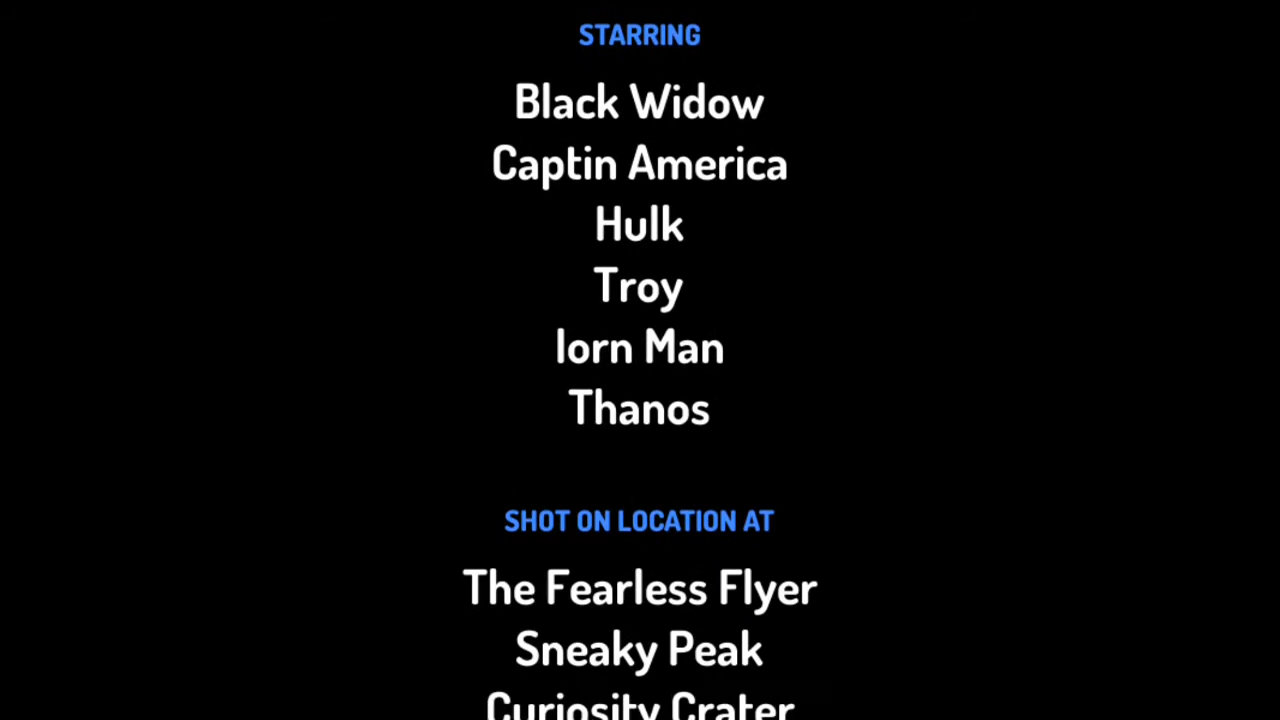 STARRING
Black Widow
Captin America
Hulk
Troy
Iorn Man
Thanos
SHOT ON LOCATION AT
The Fearless Flyer
Sneaky Peak
Curiosity Crater